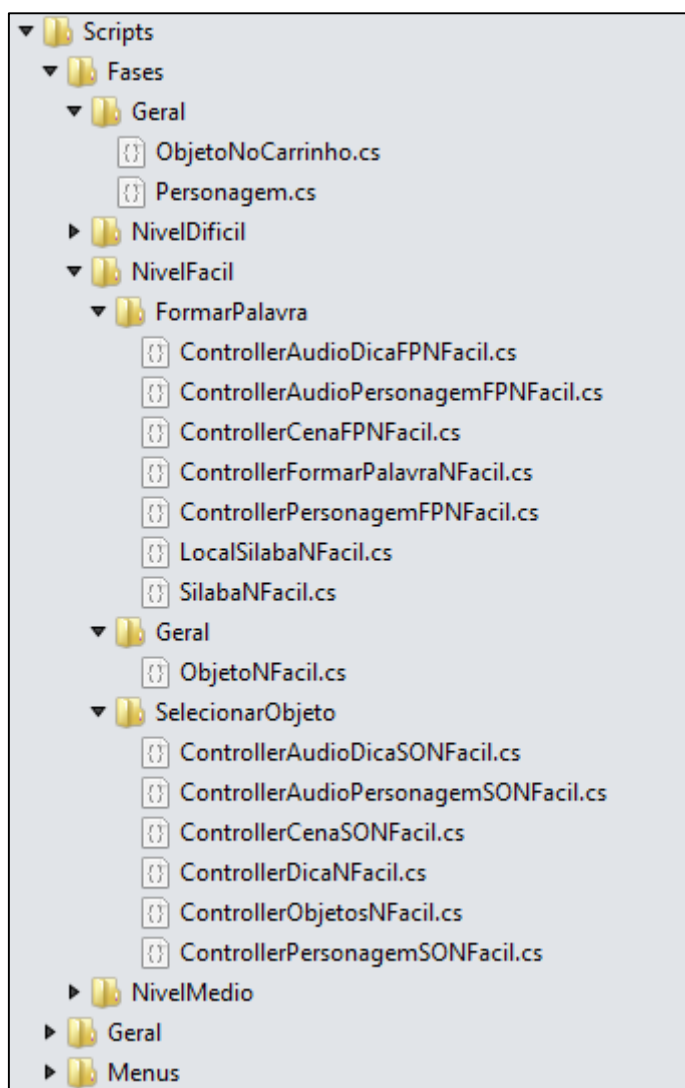 Scripts
Fases
Geral
ObjetoNoCarrinho.cs
Personagem.cs
NivelDificil
NivelFacil
FormarPalavra
ControllerAudioDicaFPNFacil.cs
ControllerAudioPersonagemFPNFacil.cs
ControllerCenaFPNFacil.cs
ControllerFormarPalavraNFacil.cs
ControllerPersonagemFPNFacil.cs
LocalSilabaNFacil.cs
SilabaNFacil.cs
Geral
ObjetoNFacil.cs
SelecionarObjeto
ControllerAudioDicaSONFacil.cs
ControllerAudioPersonagemSONFacil.cs
ControllerCenaSONFacil.cs
ControllerDicaNFacil.cs
ControllerObjetosNFacil.cs
ControllerPersonagemSONFacil.cs
NivelMedio
Geral
Menus